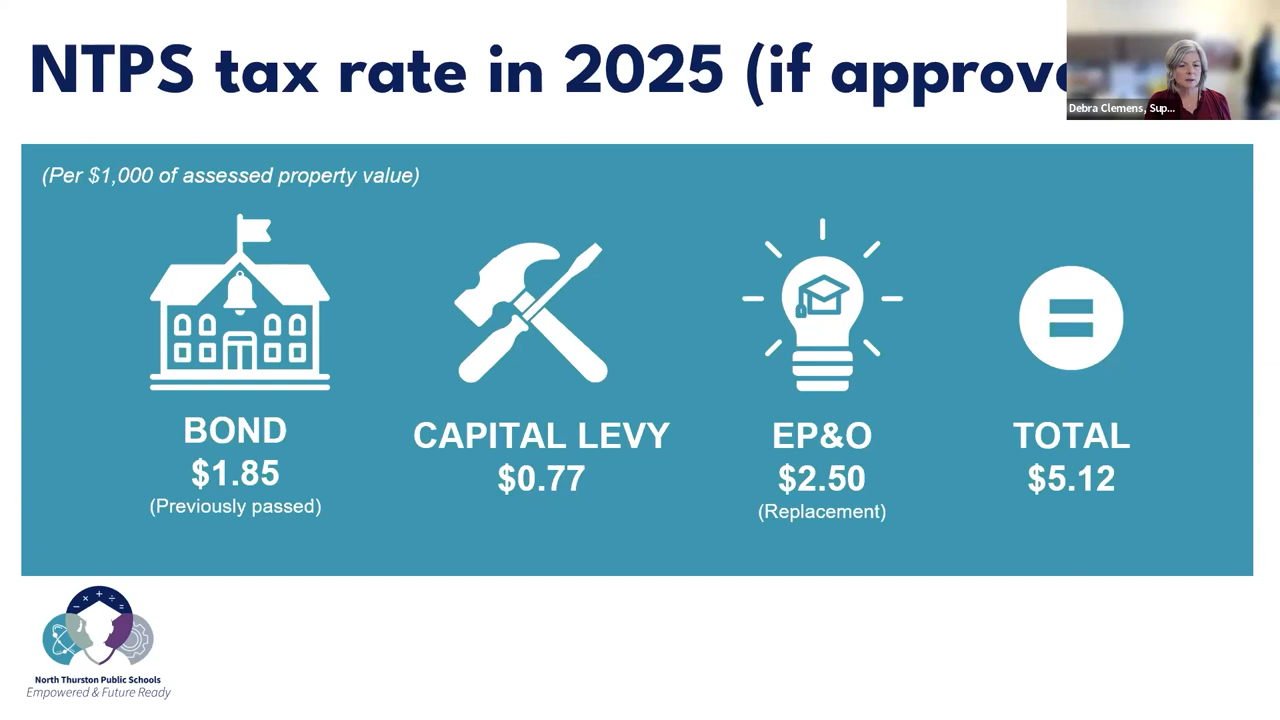 NTPS tax rate in 2025 (if approve
Debra Clemens, Sup...
(Per $1,000 of assessed property value)
BOND
$1.85
(Previously passed)
CAPITAL LEVY
$0.77
EP&O
$2.50
(Replacement)
TOTAL
$5.12
North Thurston Public Schools
Empowered & Future Ready